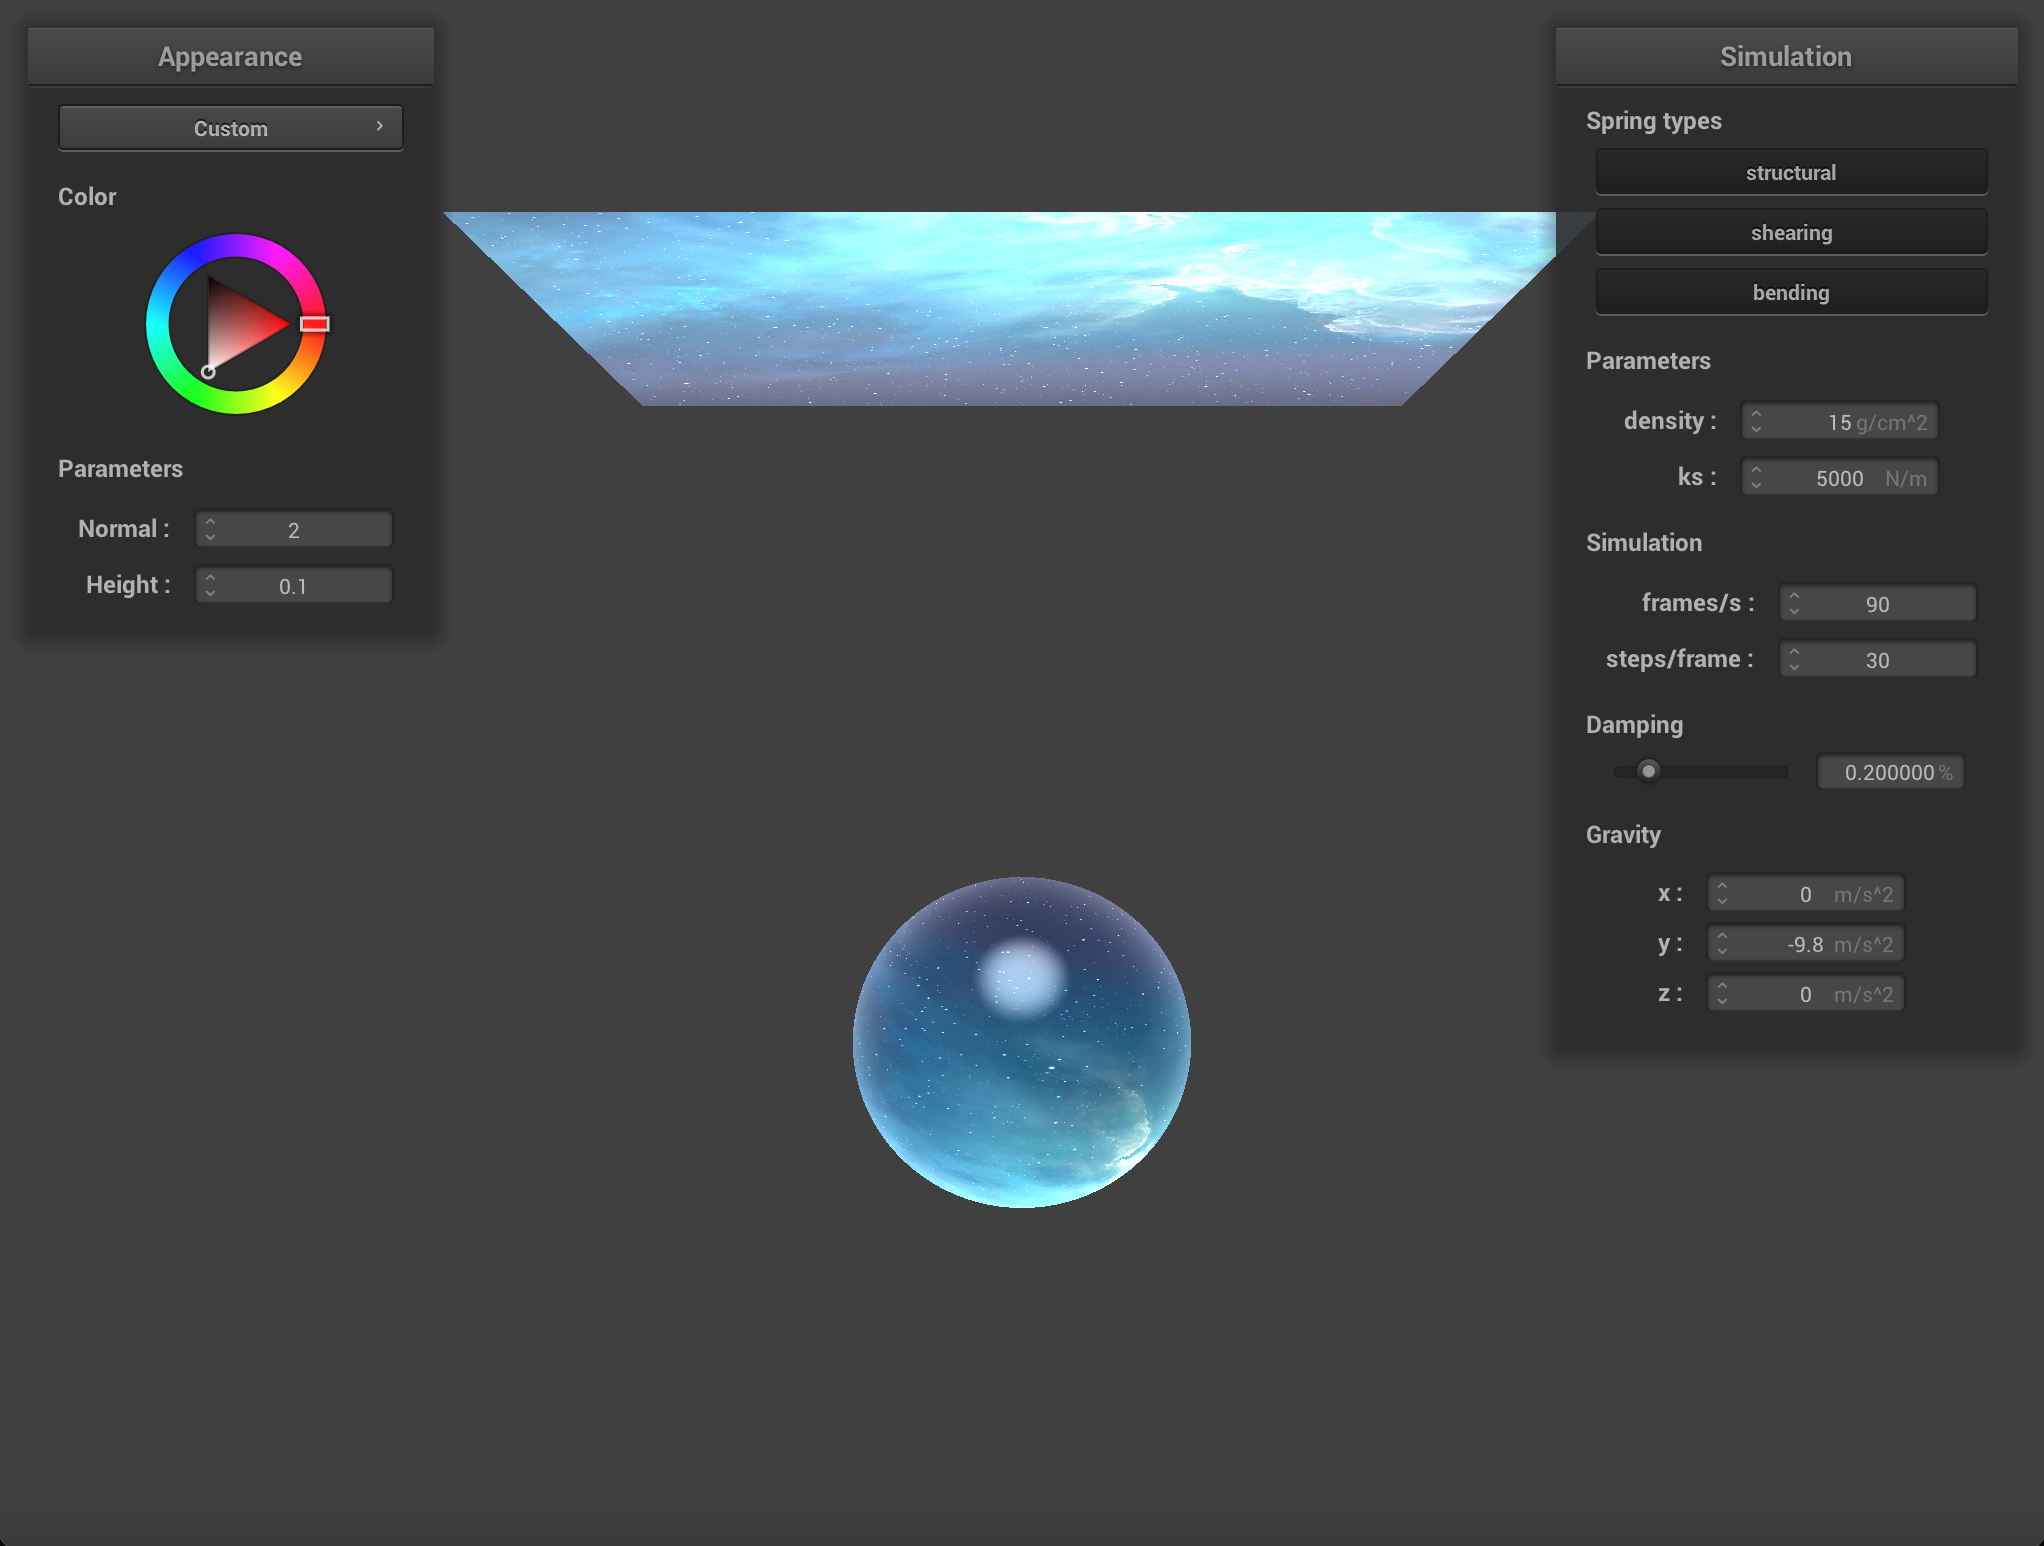 Appearance
Custom
Color
Parameters
Normal : 2
Height : 0.1
Simulation
Spring types
structural
shearing
bending
Parameters
density : 15 g/cm^2
ks : 5000 N/m
Simulation
frames/s : 90
steps/frame : 30
Damping
0.200000 %
Gravity
x : 0 m/s^2
y : -9.8 m/s^2
z : 0 m/s^2